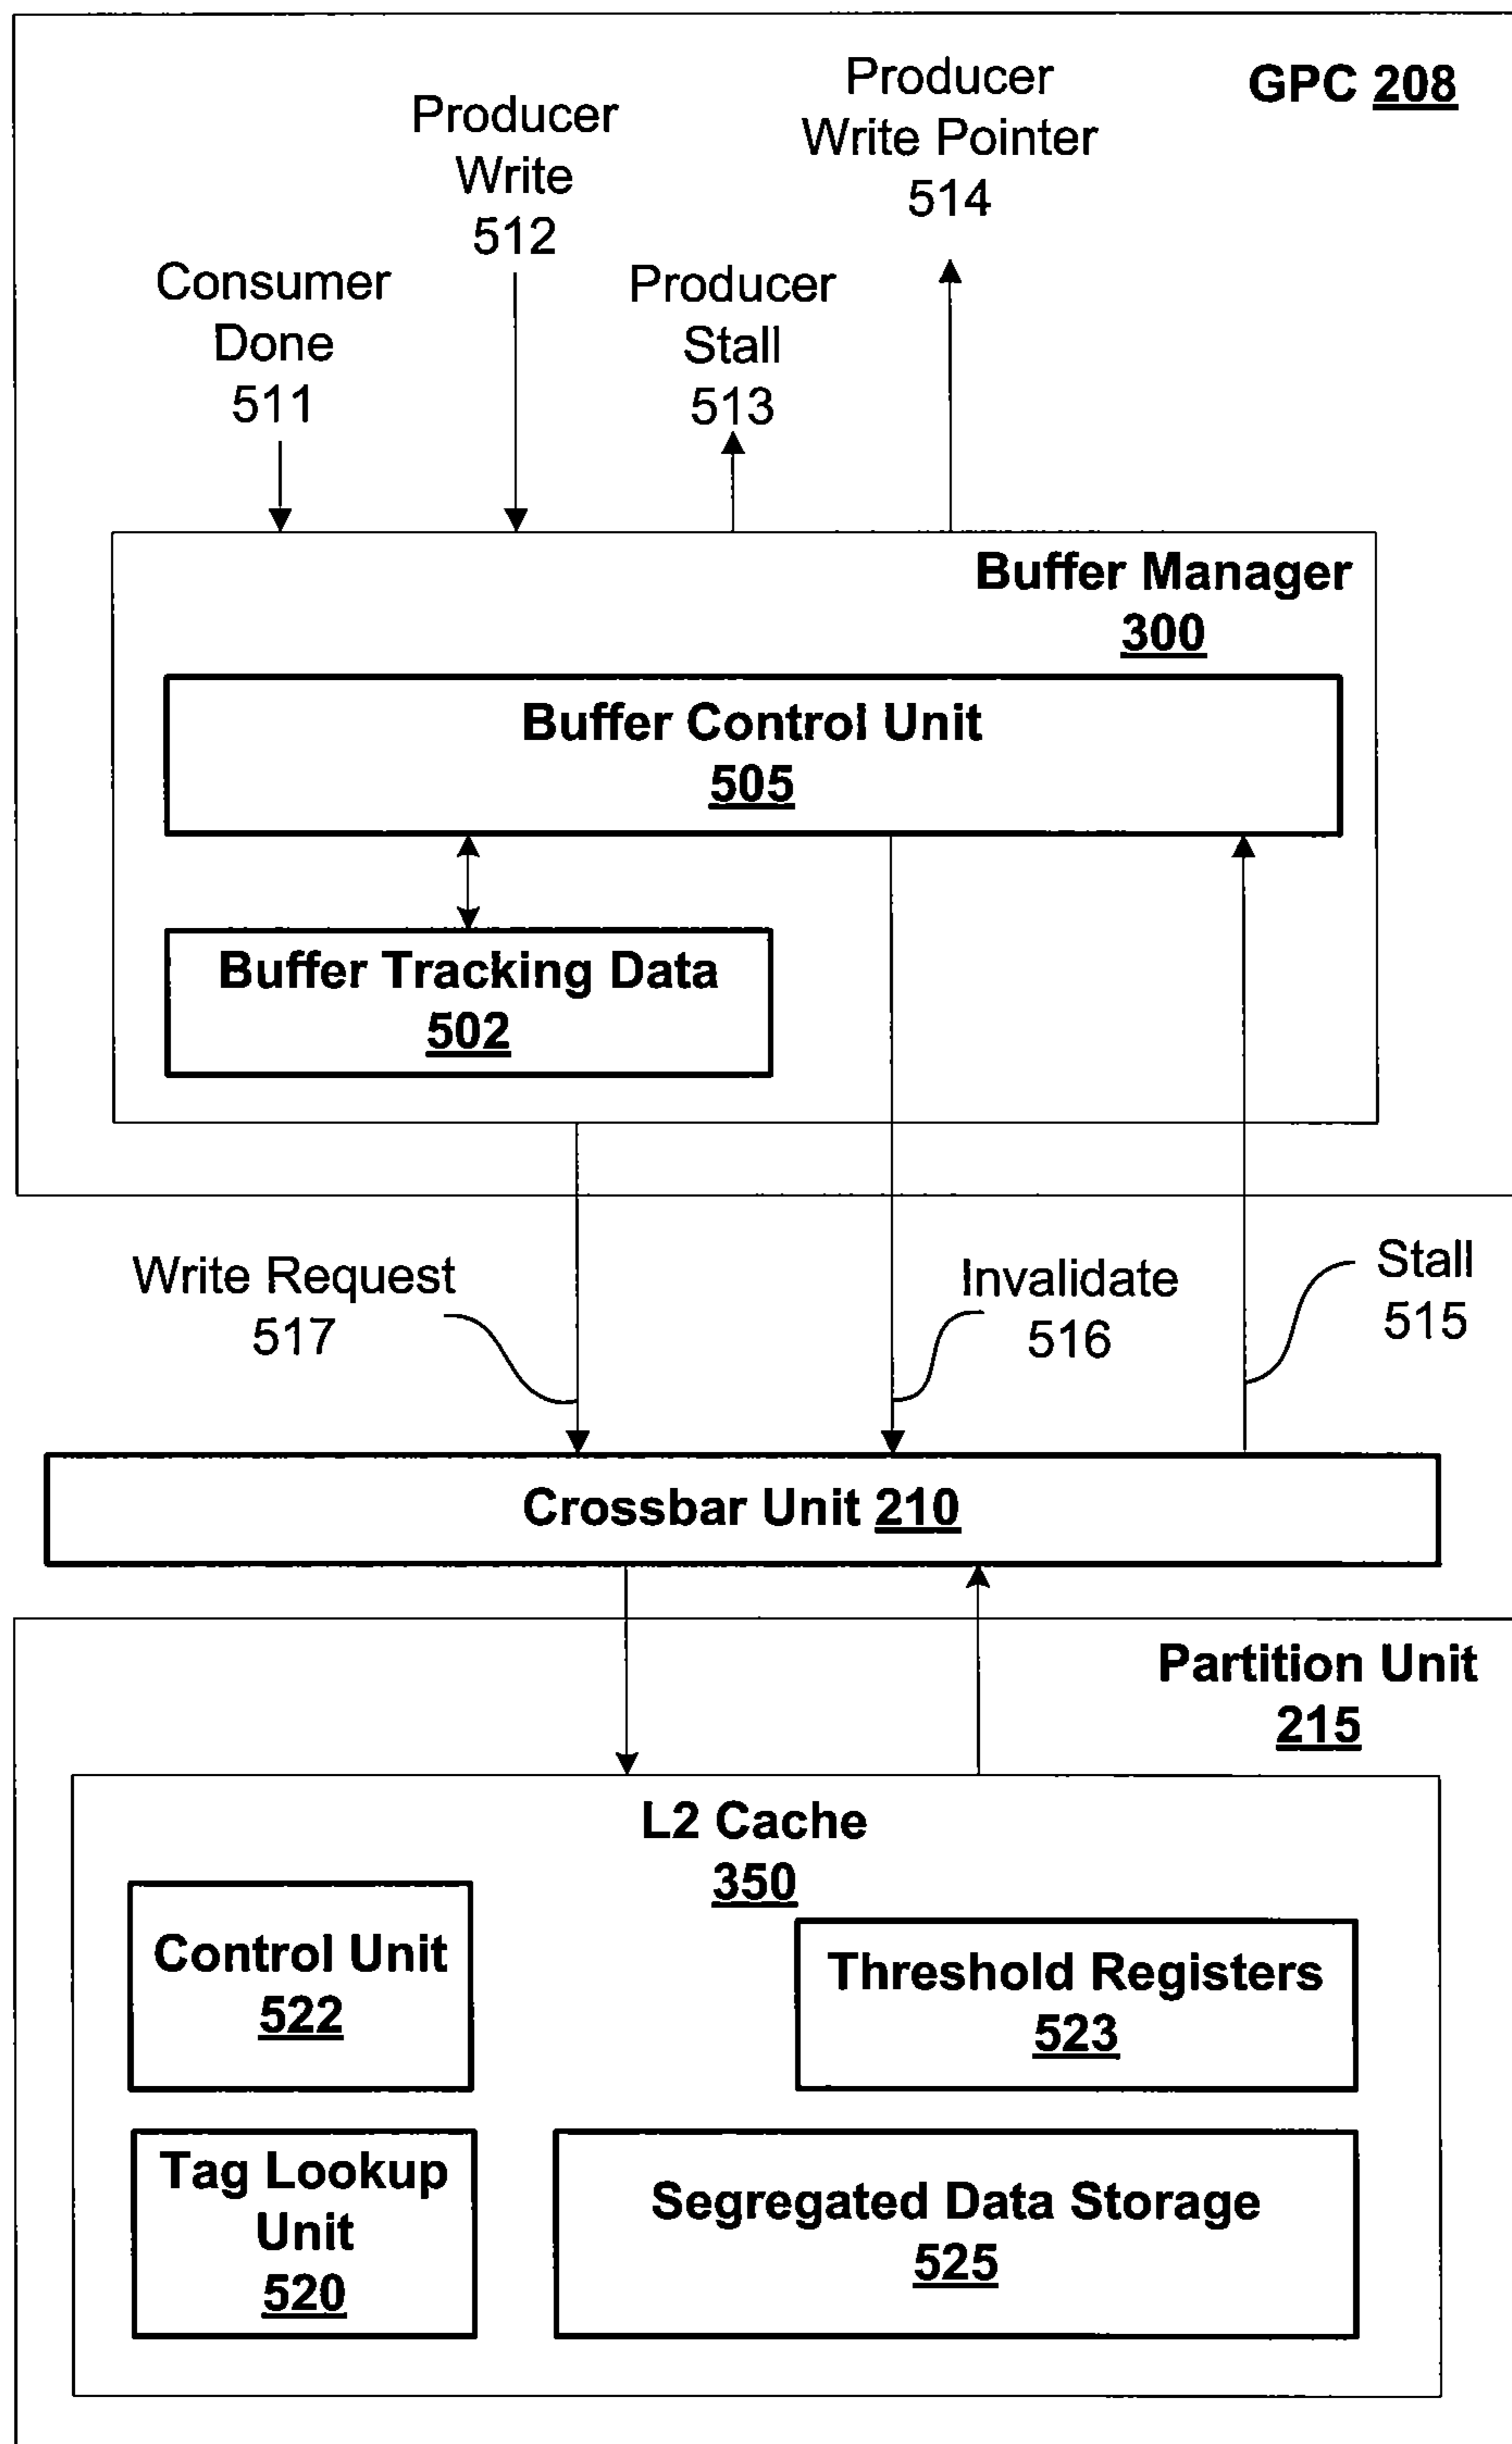 GPC 208
Producer
Write Pointer
514
Producer
Write
512
Consumer
Done
511
Producer
Stall
513
Buffer Manager
300
Buffer Control Unit
505
Buffer Tracking Data
502
Write Request
517
Invalidate
516
Stall
515
Crossbar Unit 210
Partition Unit
215
L2 Cache
350
Control Unit
522
Threshold Registers
523
Tag Lookup
Unit
520
Segregated Data Storage
525